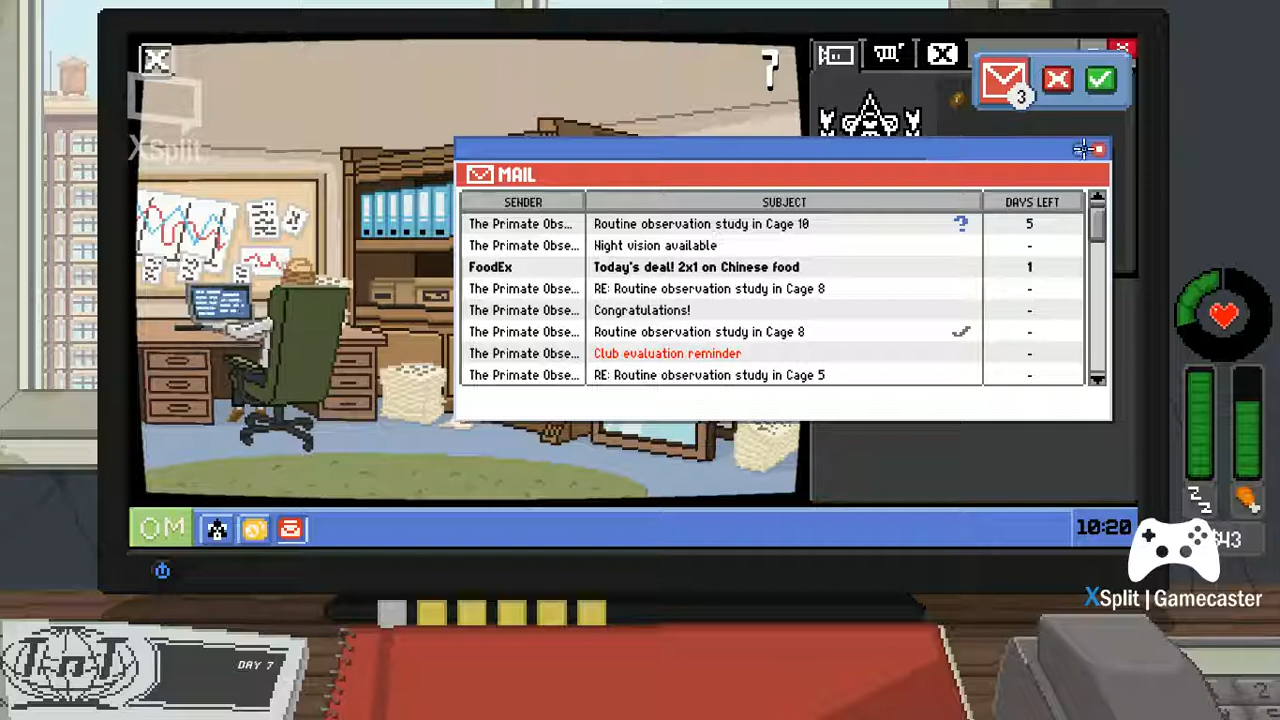 XSplit
?
3
MAIL
SENDER SUBJECT DAYS LEFT
The Primate Obs... Routine observation study in Cage 10 ? 5
The Primate Obse... Night vision available -
FoodEx Today's deal! 2x1 on Chinese food 1
The Primate Obse... RE: Routine observation study in Cage 8 -
The Primate Obse... Congratulations! -
The Primate Obse... Routine observation study in Cage 8 -
The Primate Obse... Club evaluation reminder -
The Primate Obse... RE: Routine observation study in Cage 5 -
OM
10:20
43
XSplit | Gamecaster
TnT
DAY 7
2